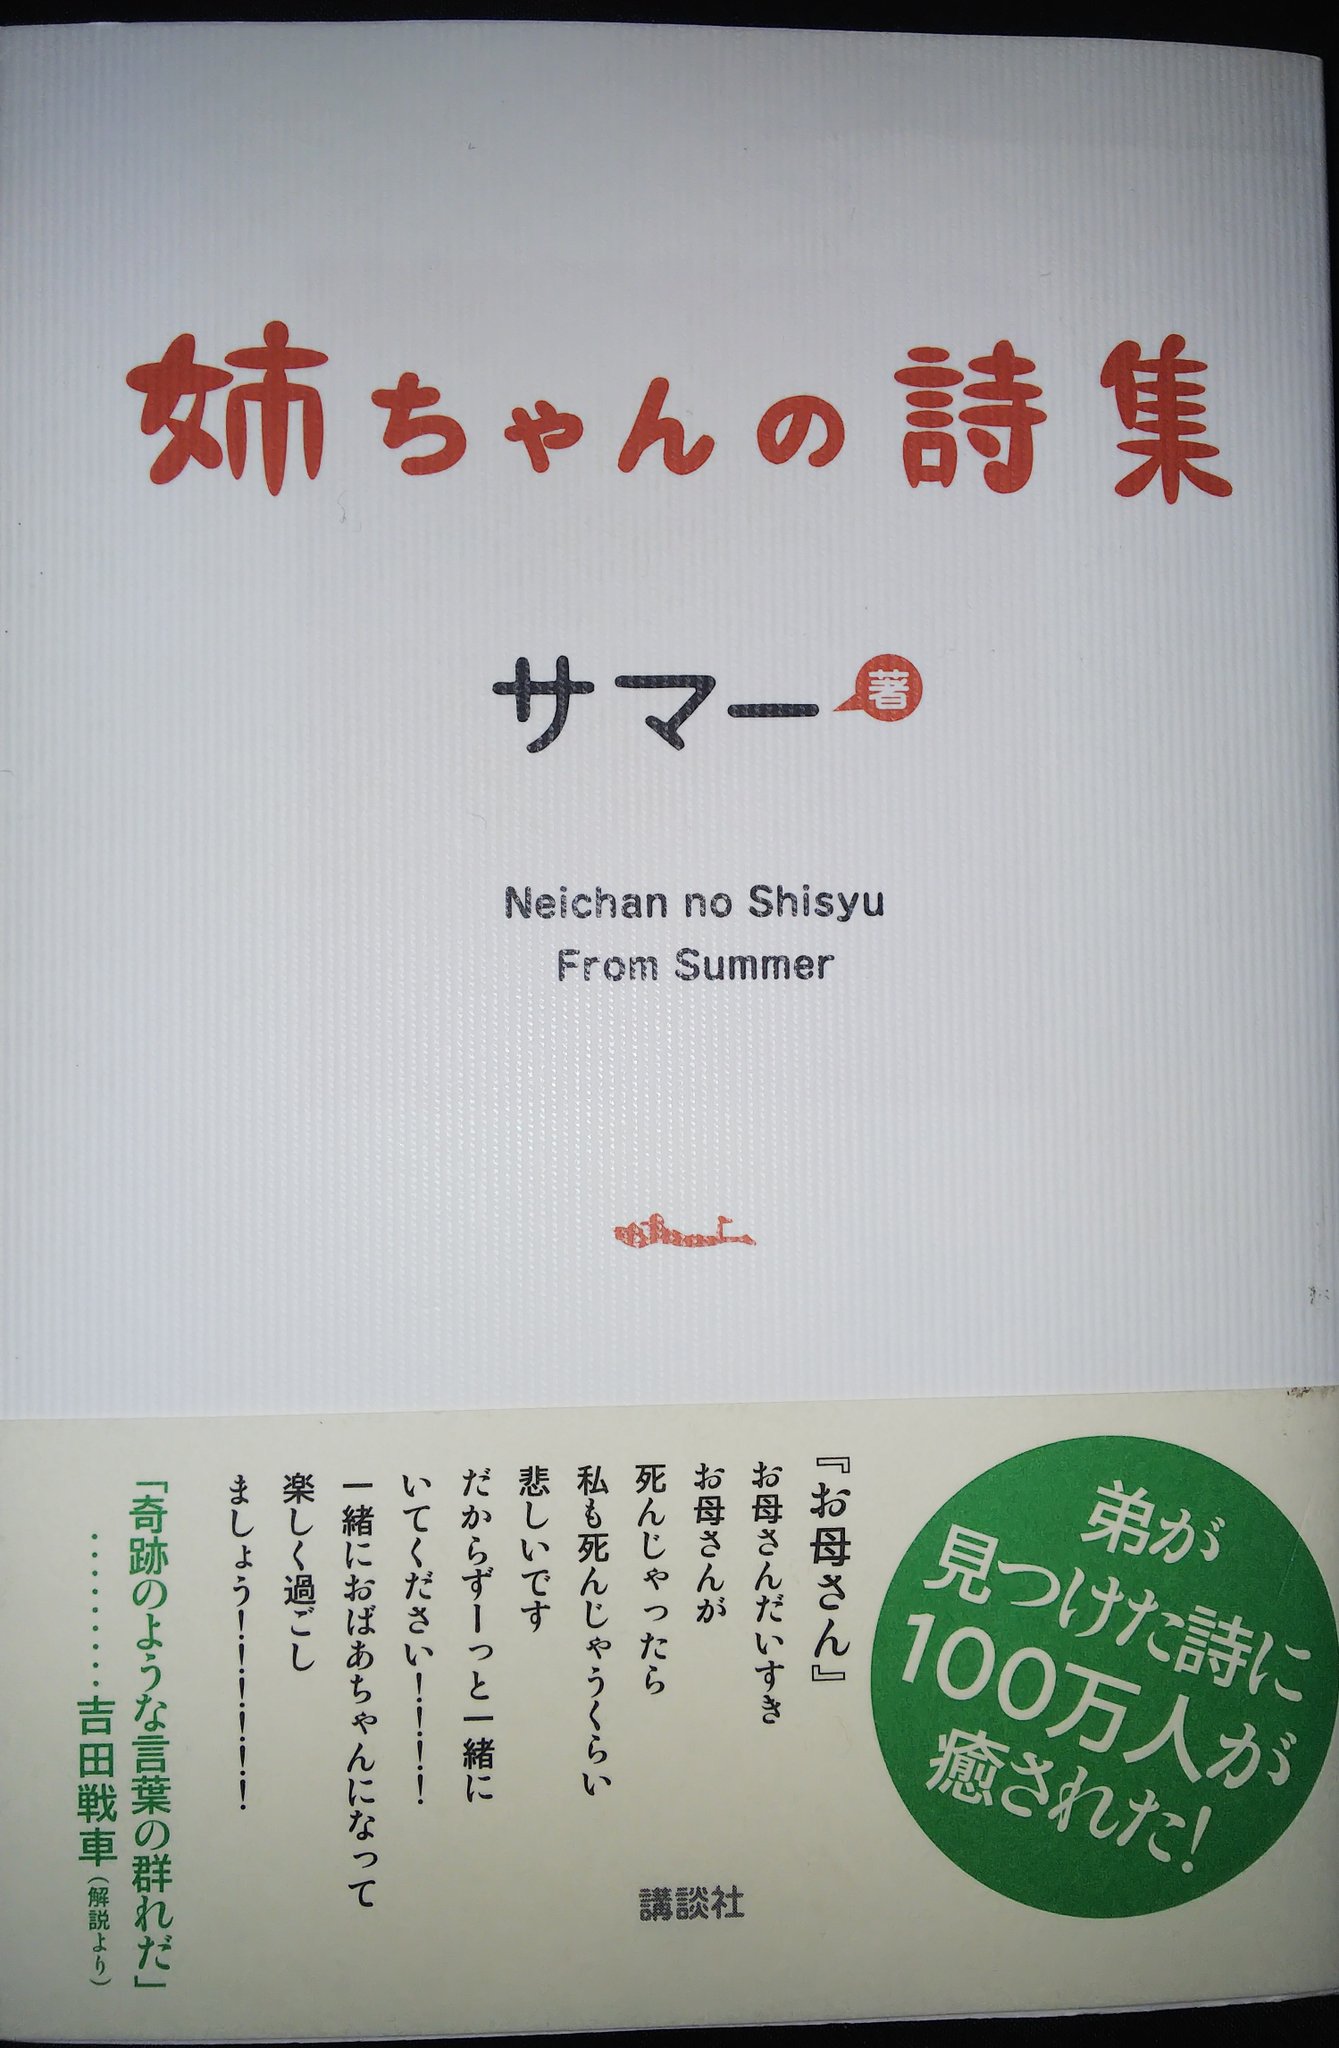 姉ちゃんの詩集
サマー 著
Neichan no Shisyu
From Summer
弟が
見つけた詩に
100万人が
癒された!
『お母さん』
お母さんだいすき
お母さんが
死んじゃったら
私も死んじゃうくらい
悲しいです
だからずーっと一緒に
いてください!!!!
一緒におばあちゃんになって
楽しく過ごし
ましょう!!!!!!
「奇跡のような言葉の群れだ」
………吉田戦車(解説より)
講談社